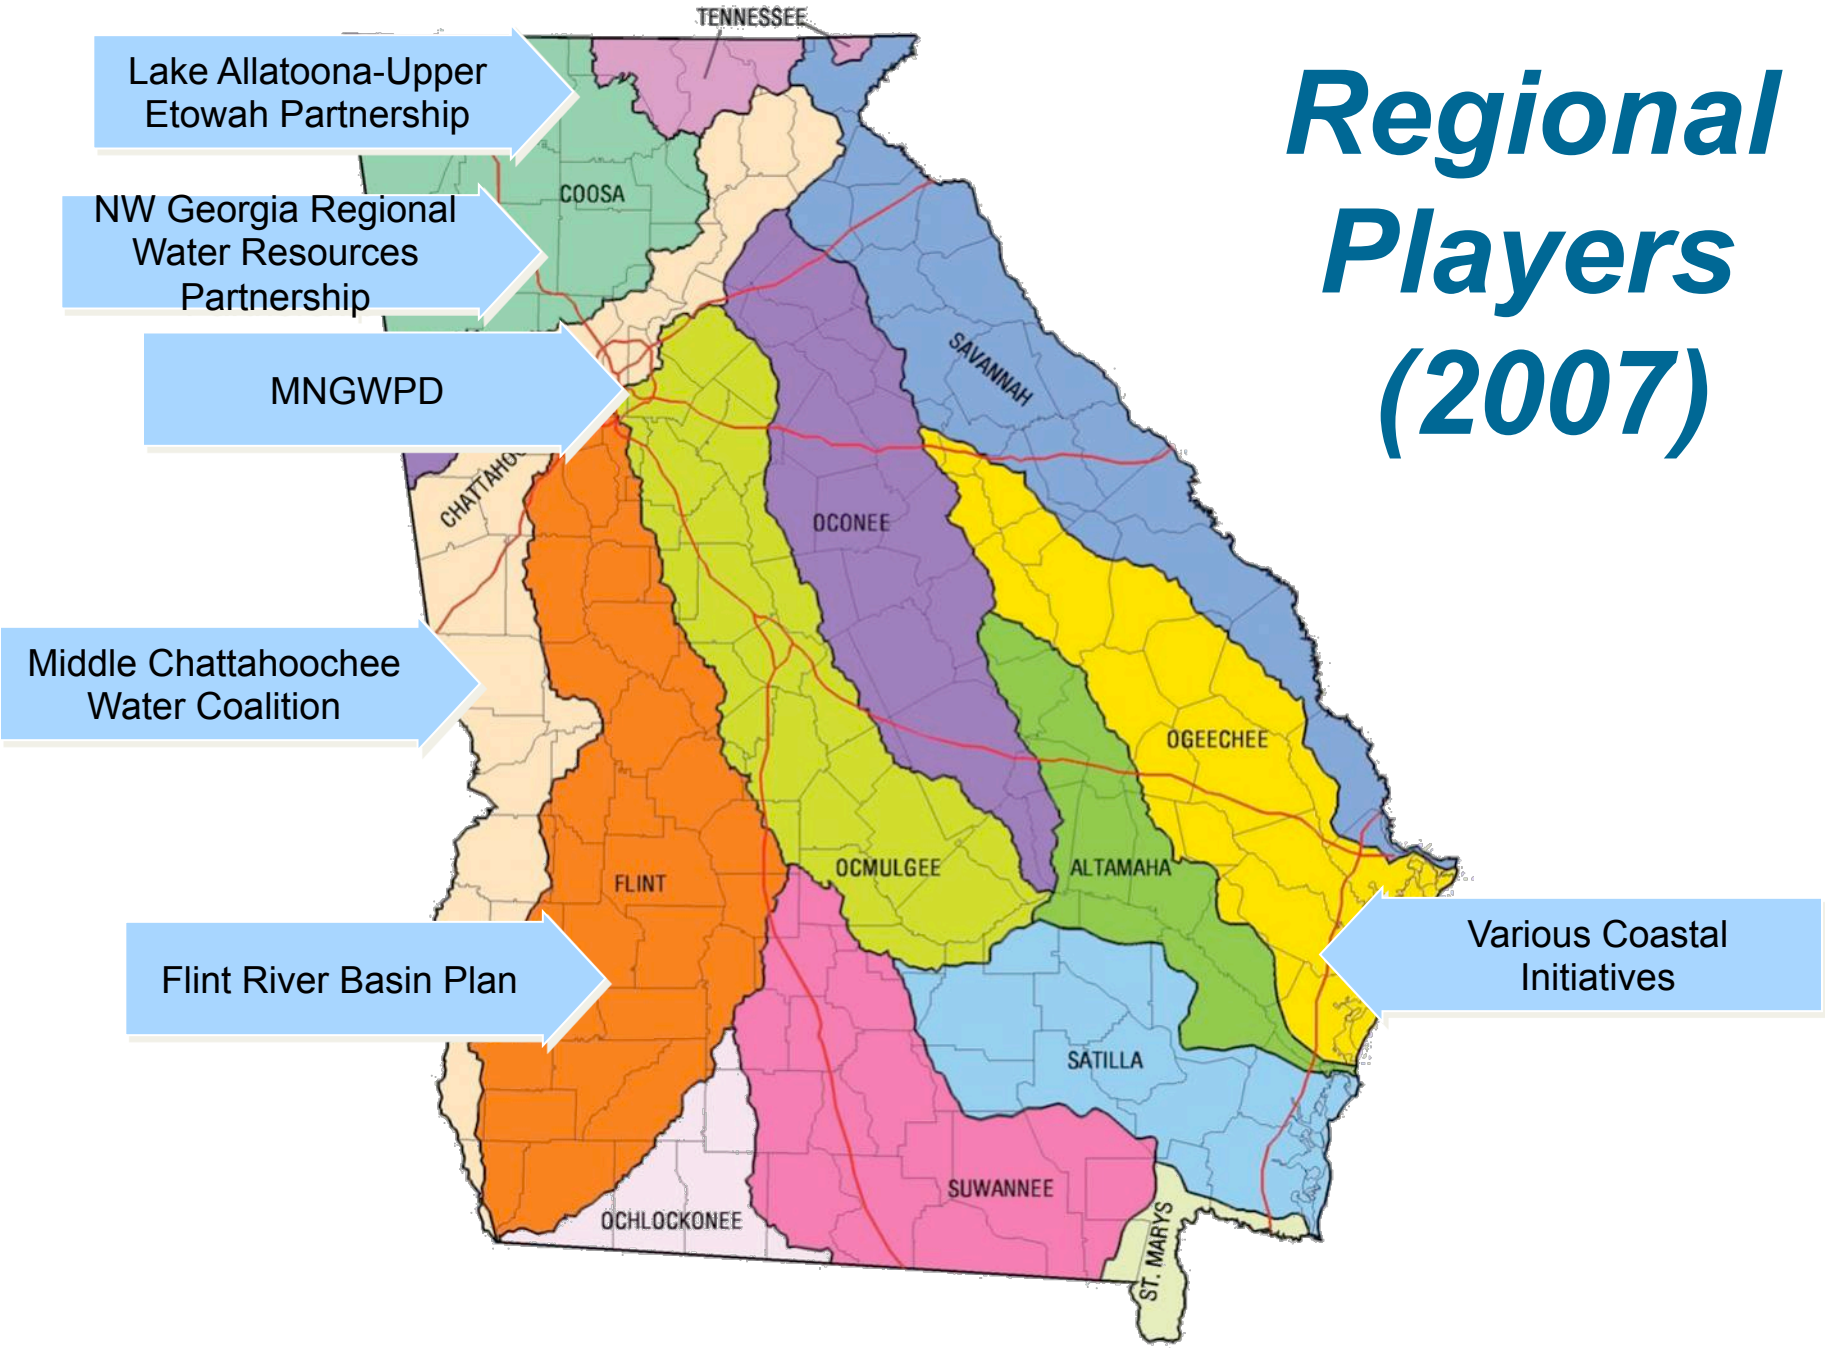 TENNESSEE
Regional
Players
(2007)
Lake Allatoona-Upper
Etowah Partnership
COOSA
NW Georgia Regional
Water Resources
Partnership
MNGWPD
SAVANNAH
OCONEE
Middle Chattahoochee
Water Coalition
OGEECHEE
OCMULGEE
ALTAMAHA
FLINT
Flint River Basin Plan
Various Coastal
Initiatives
SATILLA
SUWANNEE
OCHLOCKONEE
ST. MARYS